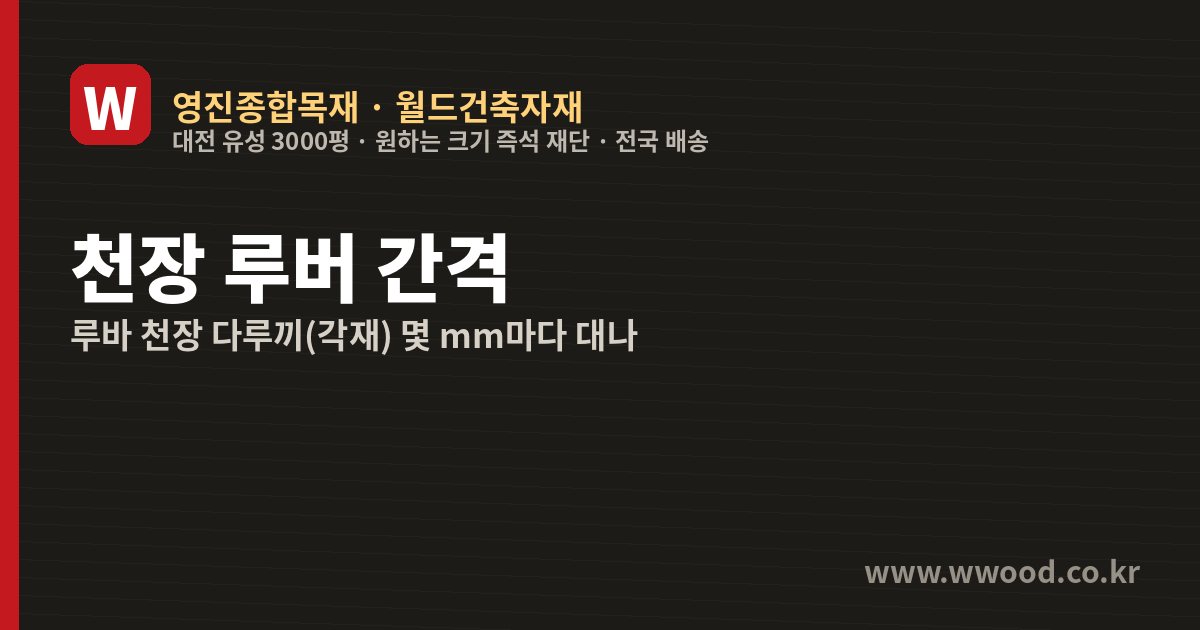 W
영진종합목재 · 월드건축자재
대전 유성 3000평 · 원하는 크기 즉석 재단 · 전국 배송
천장 루버 간격
루바 천장 다루끼(각재) 몇 mm마다 대나
www.wwood.co.kr